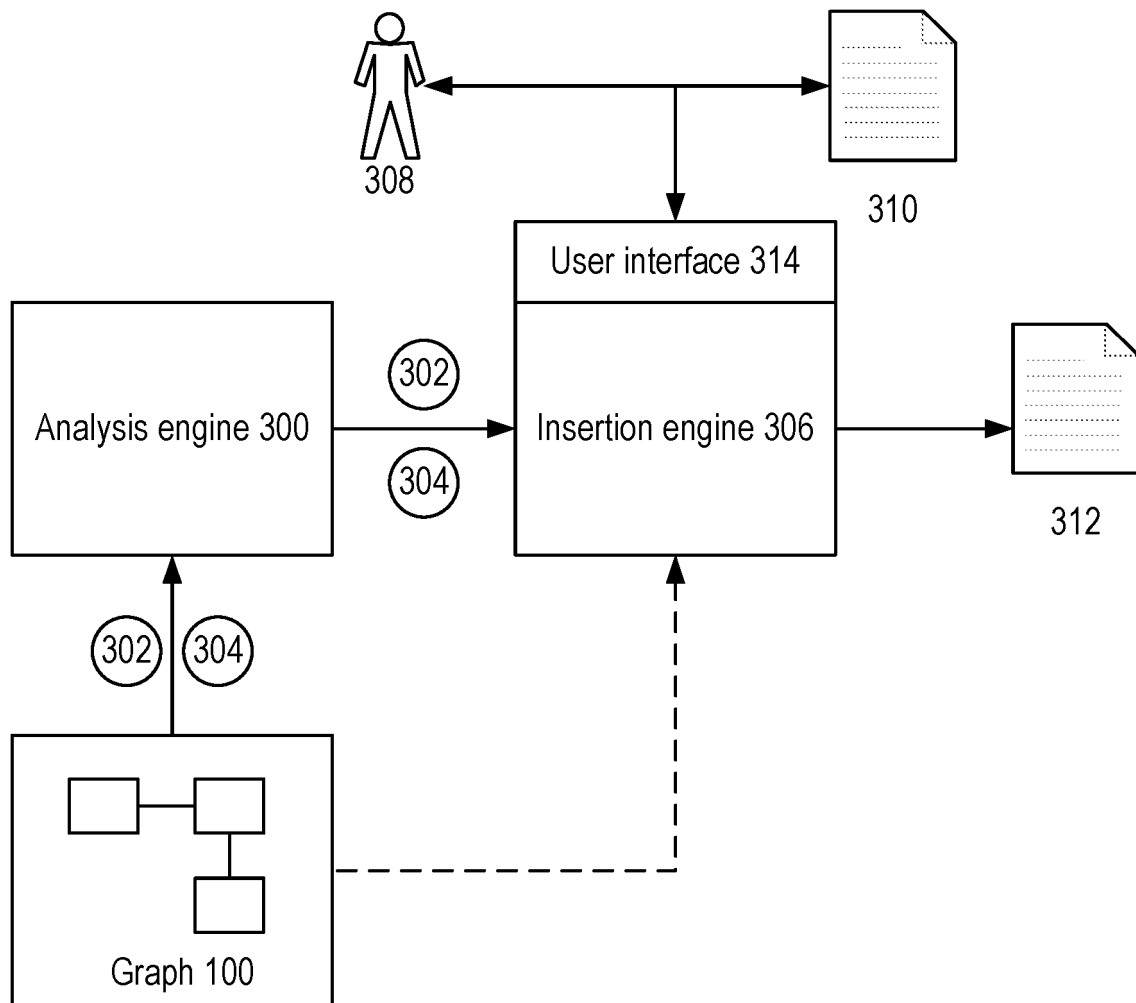 308
310
User interface 314
302
Analysis engine 300
Insertion engine 306
304
312
302
304
Graph 100